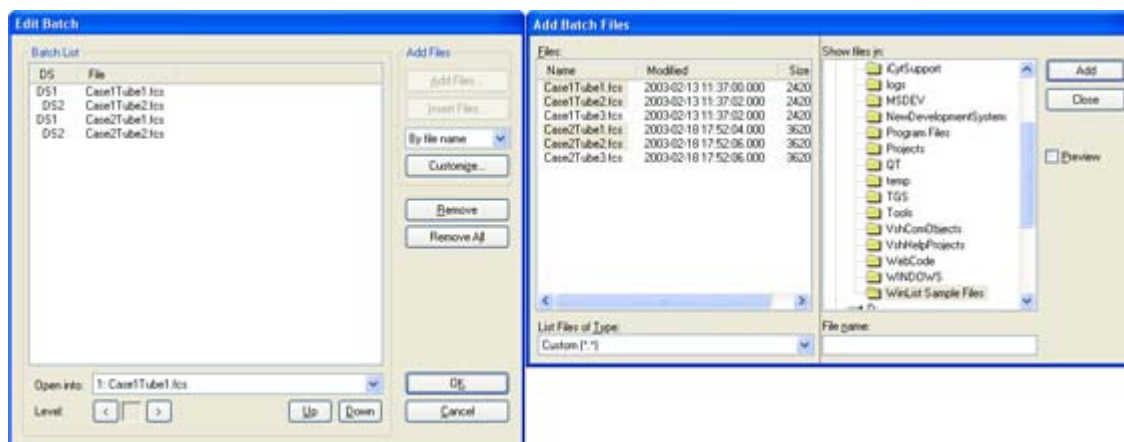 Edit Batch
Batch List
DS File
DS1 Case1Tube1.fcs
DS2 Case1Tube2.fcs
DS1 Case2Tube1.fcs
DS2 Case2Tube2.fcs
Open into: 1: Case1Tube1.fcs
Level: < >
Up Down
Add Files
Add Files...
Insert Files...
By file name
Customize...
Remove
Remove All
OK
Cancel
Add Batch Files
Files:
Name Modified Size
Case1Tube1.fcs 2003-02-13 11:37:00.000 2420
Case1Tube2.fcs 2003-02-13 11:37:02.000 2420
Case1Tube3.fcs 2003-02-13 11:37:02.000 2420
Case2Tube1.fcs 2003-02-18 17:52:04.000 3620
Case2Tube2.fcs 2003-02-18 17:52:06.000 3620
Case2Tube3.fcs 2003-02-18 17:52:06.000 3620
List Files of Type:
Custom (*.*)
Show files in:
iCytSupport
logs
MSDEV
NewDevelopmentSystem
Program Files
Projects
QT
temp
TGS
Tools
VshComObjects
VshHelpProjects
WebCode
WINDOWS
WinList Sample Files
D:
File name:
Add
Close
Preview